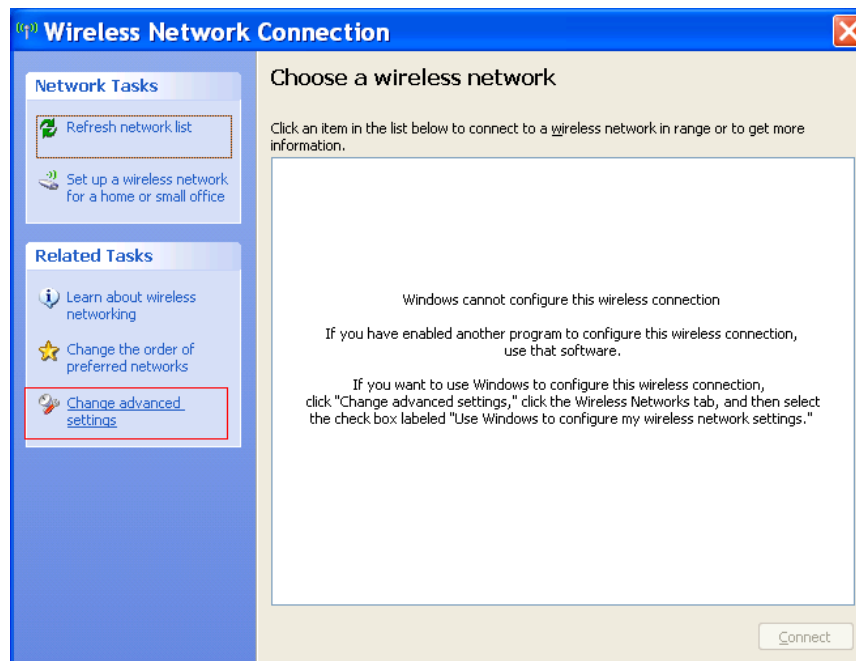 Wireless Network Connection
Network Tasks
Refresh network list
Set up a wireless network
for a home or small office
Related Tasks
Learn about wireless
networking
Change the order of
preferred networks
Change advanced
settings
Choose a wireless network
Click an item in the list below to connect to a wireless network in range or to get more
information.
Windows cannot configure this wireless connection
If you have enabled another program to configure this wireless connection,
use that software.
If you want to use Windows to configure this wireless connection,
click "Change advanced settings," click the Wireless Networks tab, and then select
the check box labeled "Use Windows to configure my wireless network settings."
Connect